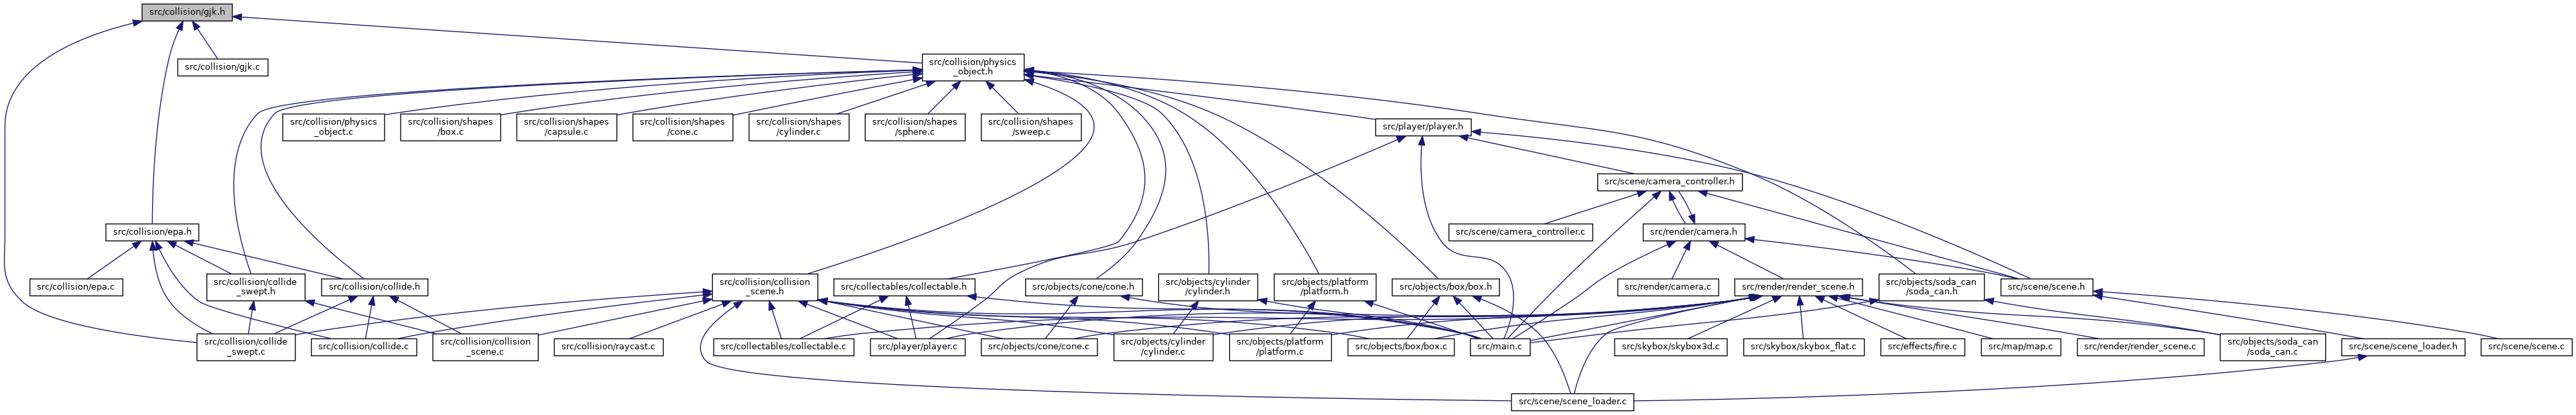 src/collision/gjk.h
src/collision/gjk.c
src/collision/physics
_object.h
src/collision/physics
_object.c
src/collision/shapes
/box.c
src/collision/shapes
/capsule.c
src/collision/shapes
/cone.c
src/collision/shapes
/cylinder.c
src/collision/shapes
/sphere.c
src/collision/shapes
/sweep.c
src/player/player.h
src/scene/camera_controller.h
src/collision/epa.h
src/scene/camera_controller.c
src/render/camera.h
src/collision/epa.c
src/collision/collide
_swept.h
src/collision/collide.h
src/collision/collision
_scene.h
src/collectables/collectable.h
src/objects/cone/cone.h
src/objects/cylinder
/cylinder.h
src/objects/platform
/platform.h
src/objects/box/box.h
src/render/camera.c
src/render/render_scene.h
src/objects/soda_can
/soda_can.h
src/scene/scene.h
src/collision/collide
_swept.c
src/collision/collide.c
src/collision/collision
_scene.c
src/collision/raycast.c
src/collectables/collectable.c
src/player/player.c
src/objects/cone/cone.c
src/objects/cylinder
/cylinder.c
src/objects/platform
/platform.c
src/objects/box/box.c
src/main.c
src/skybox/skybox3d.c
src/skybox/skybox_flat.c
src/effects/fire.c
src/map/map.c
src/render/render_scene.c
src/objects/soda_can
/soda_can.c
src/scene/scene_loader.h
src/scene/scene.c
src/scene/scene_loader.c